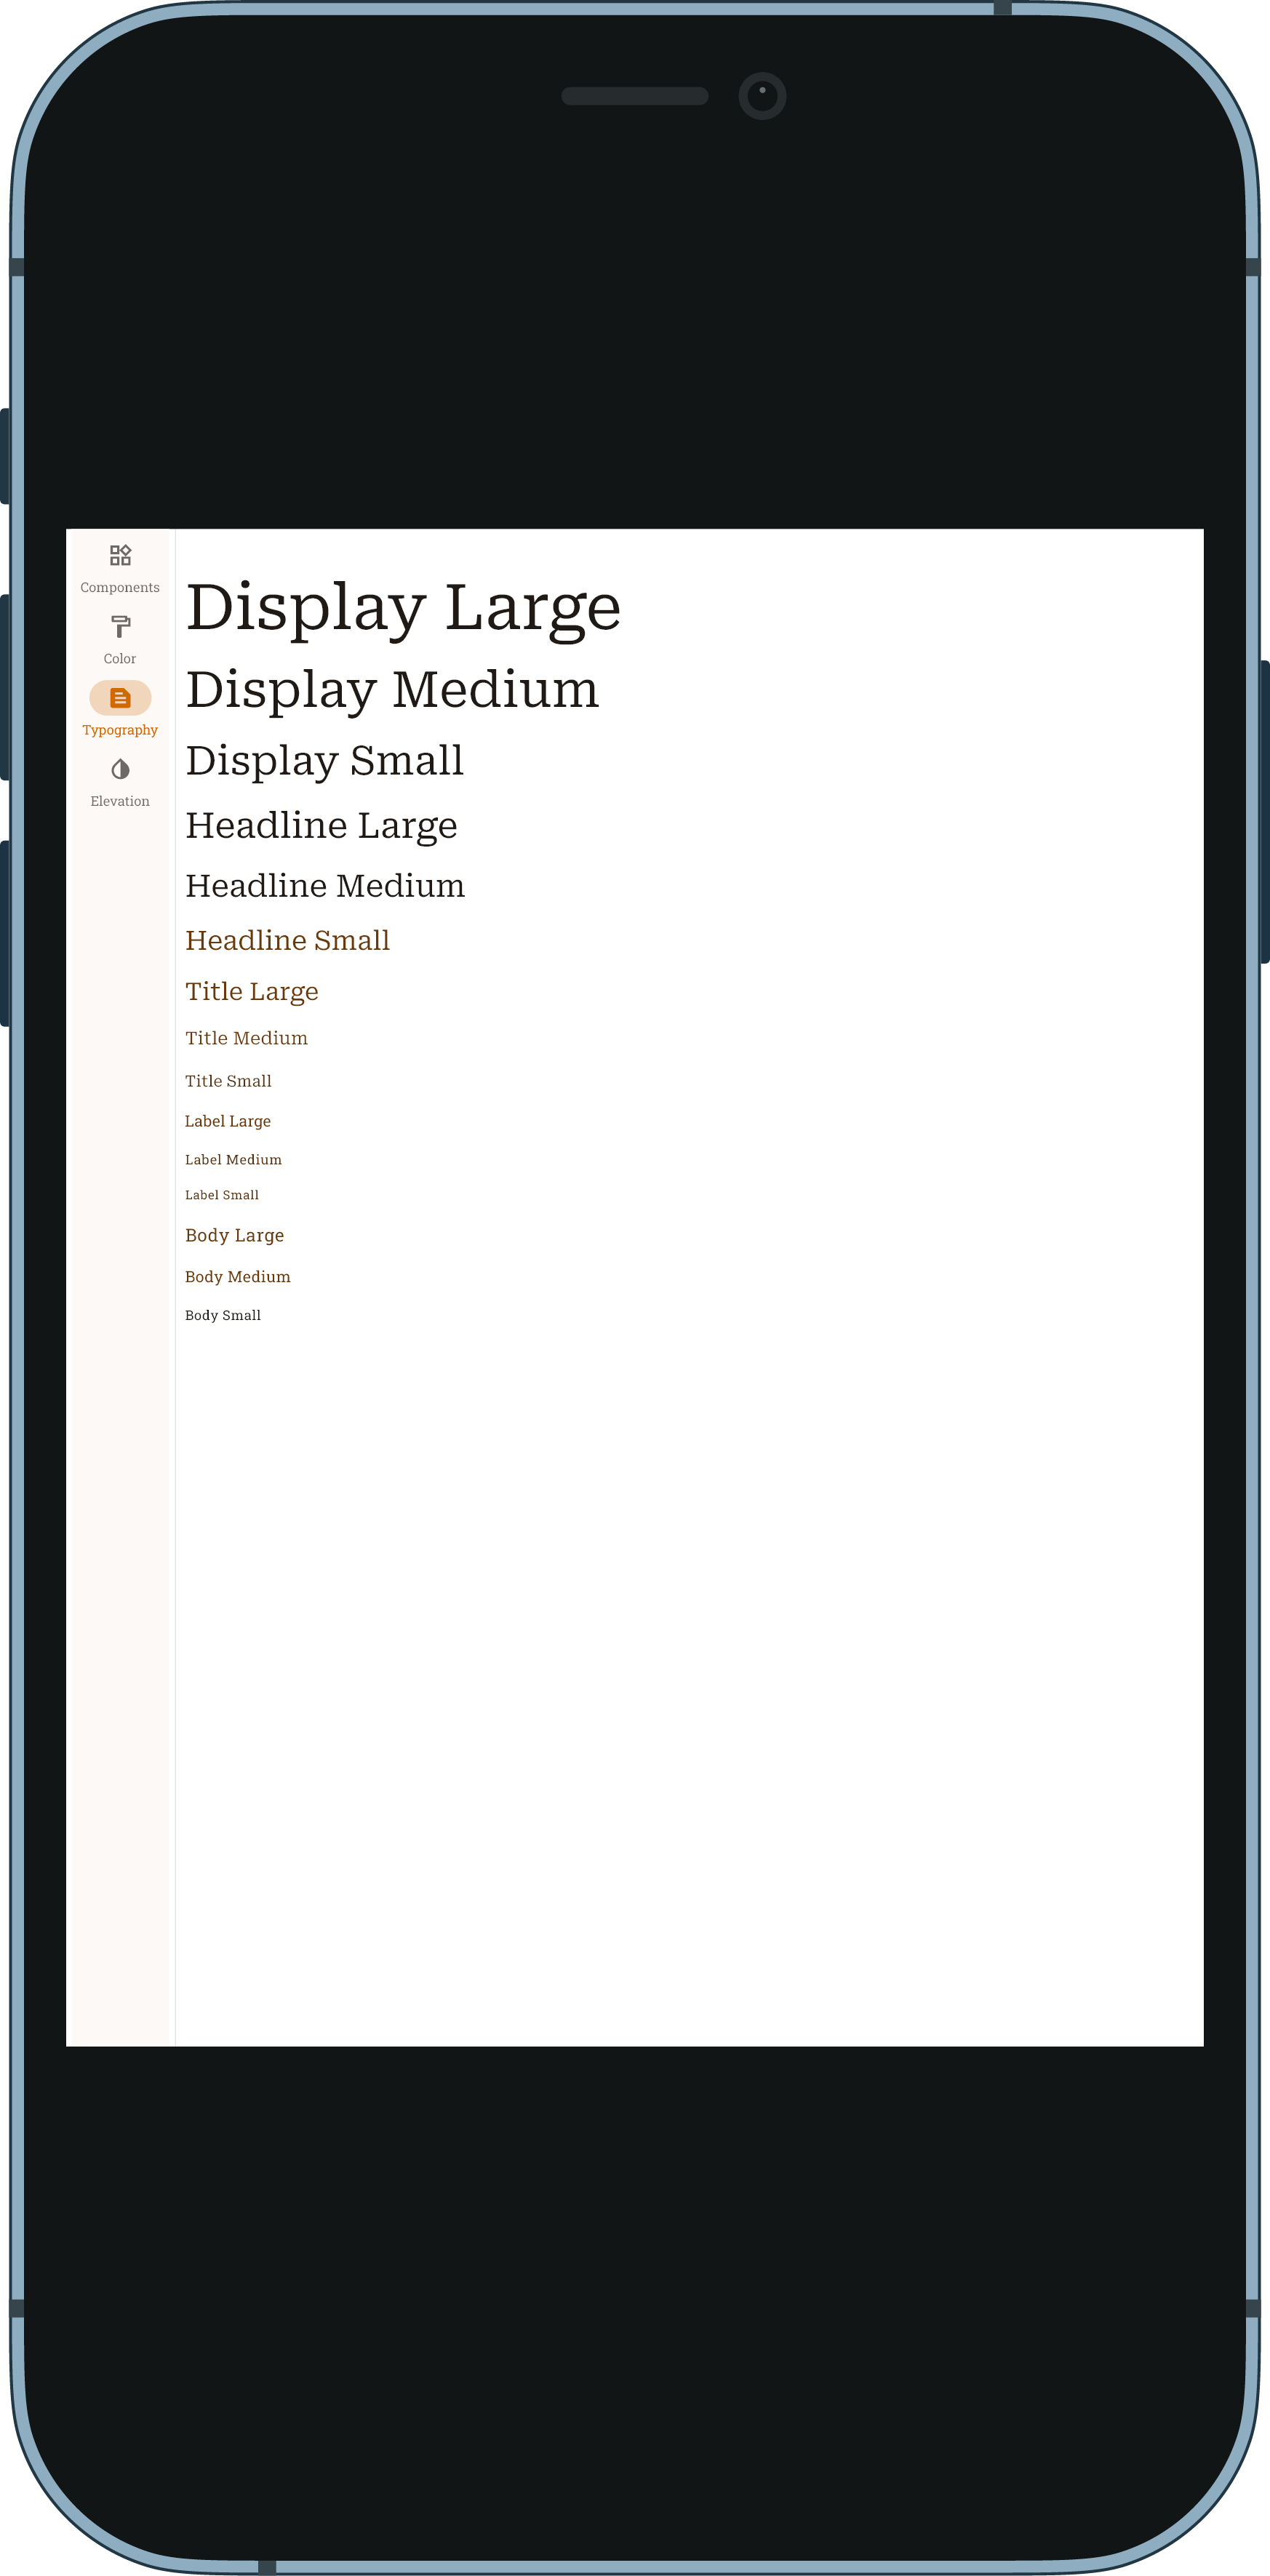 Components
Color
Typography
Elevation
Display Large
Display Medium
Display Small
Headline Large
Headline Medium
Headline Small
Title Large
Title Medium
Title Small
Label Large
Label Medium
Label Small
Body Large
Body Medium
Body Small